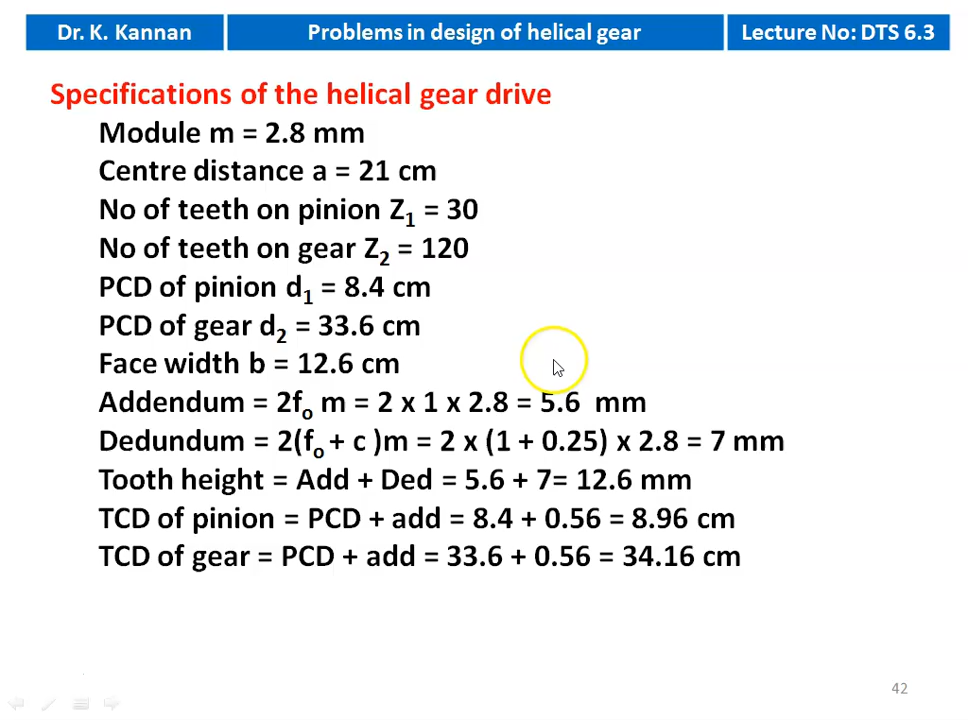 Dr. K. Kannan
Problems in design of helical gear
Lecture No: DTS 6.3
Specifications of the helical gear drive
Module m = 2.8 mm
Centre distance a = 21 cm
No of teeth on pinion Z1 = 30
No of teeth on gear Z2 = 120
PCD of pinion d1 = 8.4 cm
PCD of gear d2 = 33.6 cm
Face width b = 12.6 cm
Addendum = 2fo m = 2 x 1 x 2.8 = 5.6 mm
Dedundum = 2(fo + c )m = 2 x (1 + 0.25) x 2.8 = 7 mm
Tooth height = Add + Ded = 5.6 + 7= 12.6 mm
TCD of pinion = PCD + add = 8.4 + 0.56 = 8.96 cm
TCD of gear = PCD + add = 33.6 + 0.56 = 34.16 cm
42